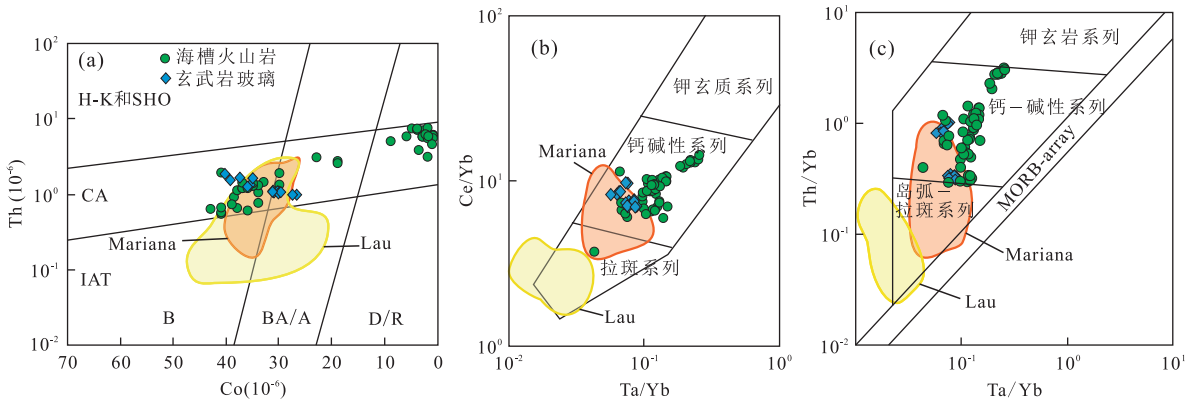 (a)
海槽火山岩
玄武岩玻璃
H-K和SHO
CA
IAT
Mariana
Lau
B
BA/A
D/R
10²
10¹
10⁰
10⁻¹
10⁻²
Th(10⁻⁶)
70
60
50
40
30
20
10
0
Co(10⁻⁶)
(b)
钾玄质系列
钙碱性系列
Mariana
拉斑系列
Lau
10²
10¹
10⁰
Ce/Yb
10⁻²
10⁻¹
10⁰
Ta/Yb
(c)
钾玄岩系列
钙－碱性系列
MORB-array
岛弧－
拉斑系列
Mariana
Lau
10¹
10⁰
10⁻¹
10⁻²
Th/Yb
10⁻¹
10⁰
10¹
Ta/Yb